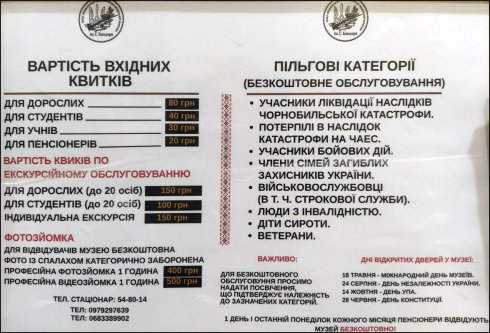 ім. С. Бандери
ім. С. Бандери
ВАРТІСТЬ ВХІДНИХ
КВИТКІВ
ДЛЯ ДОРОСЛИХ 80 грн
ДЛЯ СТУДЕНТІВ 40 грн
ДЛЯ УЧНІВ 30 грн
ДЛЯ ПЕНСІОНЕРІВ 20 грн
ВАРТІСТЬ КВИКІВ ПО
ЕКСКУРСІЙНОМУ ОБСЛУГОВУВАННЮ
ДЛЯ ДОРОСЛИХ (до 20 осіб) 150 грн
ДЛЯ СТУДЕНТІВ (до 20 осіб) 100 грн
ІНДИВІДУАЛЬНА ЕКСКУРСІЯ 150 грн
ФОТОЗЙОМКА
ДЛЯ ВІДВІДУВАЧІВ МУЗЕЮ БЕЗКОШТОВНА
ФОТО ІЗ СПАЛАХОМ КАТЕГОРИЧНО ЗАБОРОНЕНА
ПРОФЕСІЙНА ФОТОЗЙОМКА 1 ГОДИНА 400 грн
ПРОФЕСІЙНА ВІДЕОЗЙОМКА 1 ГОДИНА 500 грн
ТЕЛ. СТАЦІОНАР: 54-80-14
ТЕЛ: 0979297639
ТЕЛ: 0683389902
ПІЛЬГОВІ КАТЕГОРІЇ
(БЕЗКОШТОВНЕ ОБСЛУГОВУВАННЯ)
• УЧАСНИКИ ЛІКВІДАЦІЇ НАСЛІДКІВ
ЧОРНОБИЛЬСЬКОЇ КАТАСТРОФИ.
• ПОТЕРПІЛІ В НАСЛІДОК
КАТАСТРОФИ НА ЧАЕС.
• УЧАСНИКИ БОЙОВИХ ДІЙ.
• ЧЛЕНИ СІМЕЙ ЗАГИБЛИХ
ЗАХИСНИКІВ УКРАЇНИ.
• ВІЙСЬКОВОСЛУЖБОВЦІ
(В Т. Ч. СТРОКОВОЇ СЛУЖБИ).
• ЛЮДИ З ІНВАЛІДНІСТЮ.
• ДІТИ СИРОТИ.
• ВЕТЕРАНИ.
ВАЖЛИВО:
ДЛЯ БЕЗКОШТОВНОГО
ОБСЛУГОВУВАННЯ ПРОСИМО
НАДАТИ ПОСВІДЧЕННЯ,
ЩО ПІДТВЕРДЖУЄ НАЛЕЖНІСТЬ
ДО ЗАЗНАЧЕНИХ КАТЕГОРІЙ.
ДНІ ВІДКРИТИХ ДВЕРЕЙ У МУЗЕЇ:
18 ТРАВНЯ - МІЖНАРОДНИЙ ДЕНЬ МУЗЕЇВ.
24 СЕРПНЯ - ДЕНЬ НЕЗАЛЕЖНОСТІ УКРАЇНИ.
14 ЖОВТНЯ - ДЕНЬ УПА.
28 ЧЕРВНЯ - ДЕНЬ КОНСТИТУЦІЇ.
1 ДЕНЬ І ОСТАННІЙ ПОНЕДІЛОК КОЖНОГО МІСЯЦЯ ПЕНСІОНЕРИ ВІДВІДУЮТЬ
МУЗЕЙ БЕЗКОШТОВНО!